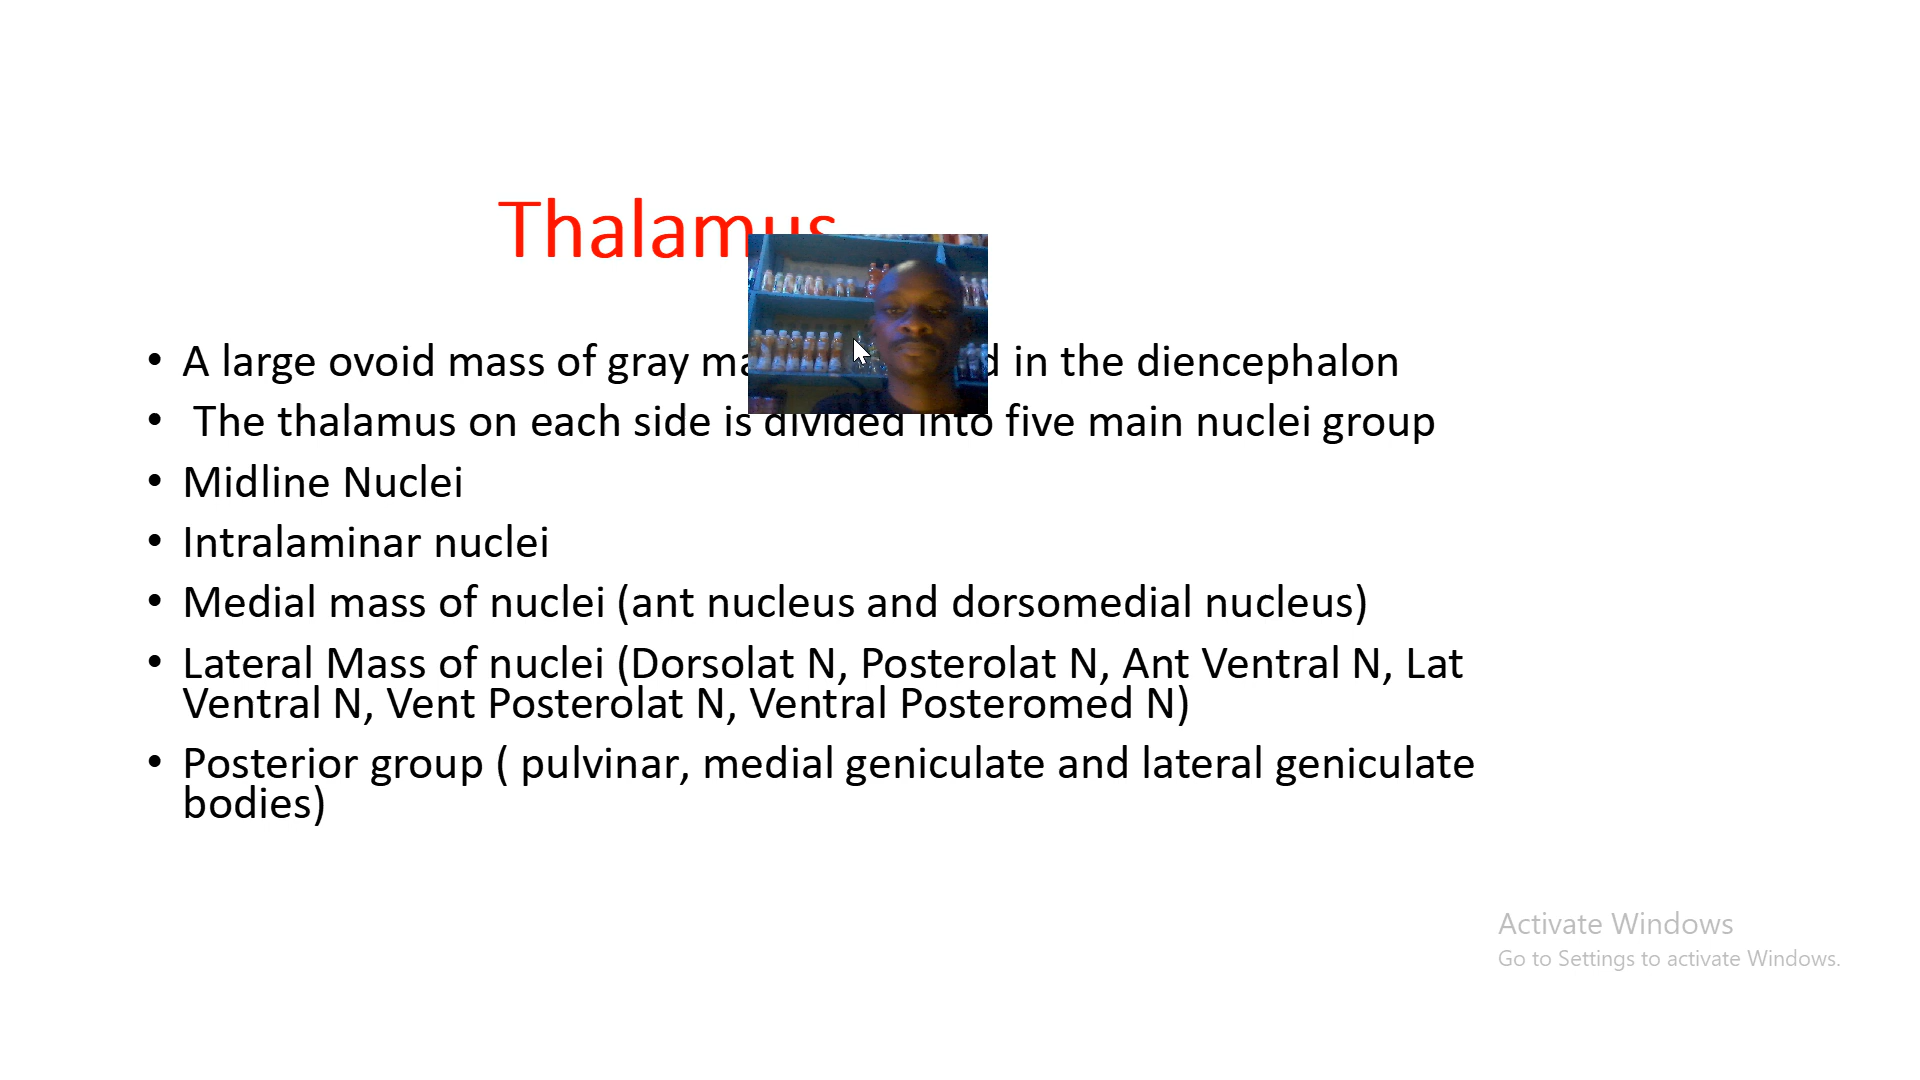 Thalamus
• A large ovoid mass of gray in the diencephalon
• The thalamus on each side is divided into five main nuclei group
• Midline Nuclei
• Intralaminar nuclei
• Medial mass of nuclei (ant nucleus and dorsomedial nucleus)
• Lateral Mass of nuclei (Dorsolat N, Posterolat N, Ant Ventral N, Lat
Ventral N, Vent Posterolat N, Ventral Posteromed N)
• Posterior group ( pulvinar, medial geniculate and lateral geniculate
bodies)
Activate Windows
Go to Settings to activate Windows.